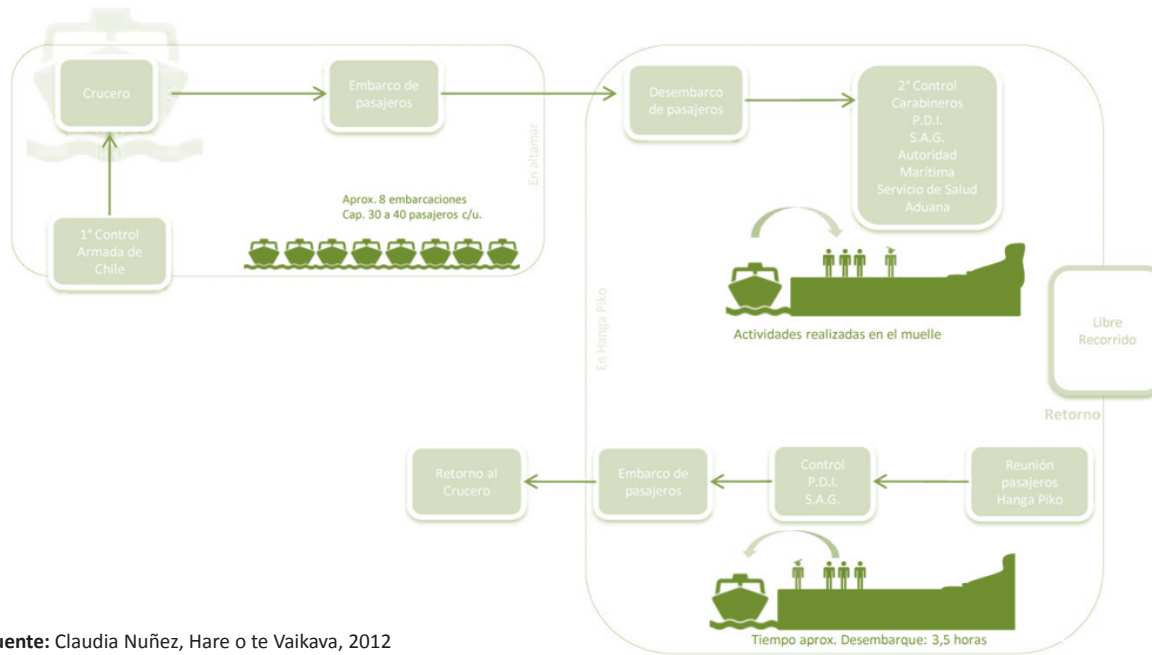 Crucero
Embarco de
pasajeros
En altamar
1° Control
Armada de
Chile
Aprox. 8 embarcaciones
Cap. 30 a 40 pasajeros c/u.
Desembarco
de pasajeros
2° Control
Carabineros
P.D.I.
S.A.G.
Autoridad
Marítima
Servicio de Salud
Aduana
En Hanga Piko
Actividades realizadas en el muelle
Libre
Recorrido
Retorno
Reunión
pasajeros
Hanga Piko
Control
P.D.I.
S.A.G.
Embarco de
pasajeros
Retorno al
Crucero
Tiempo aprox. Desembarque: 3,5 horas
uente: Claudia Nuñez, Hare o te Vaikava, 2012